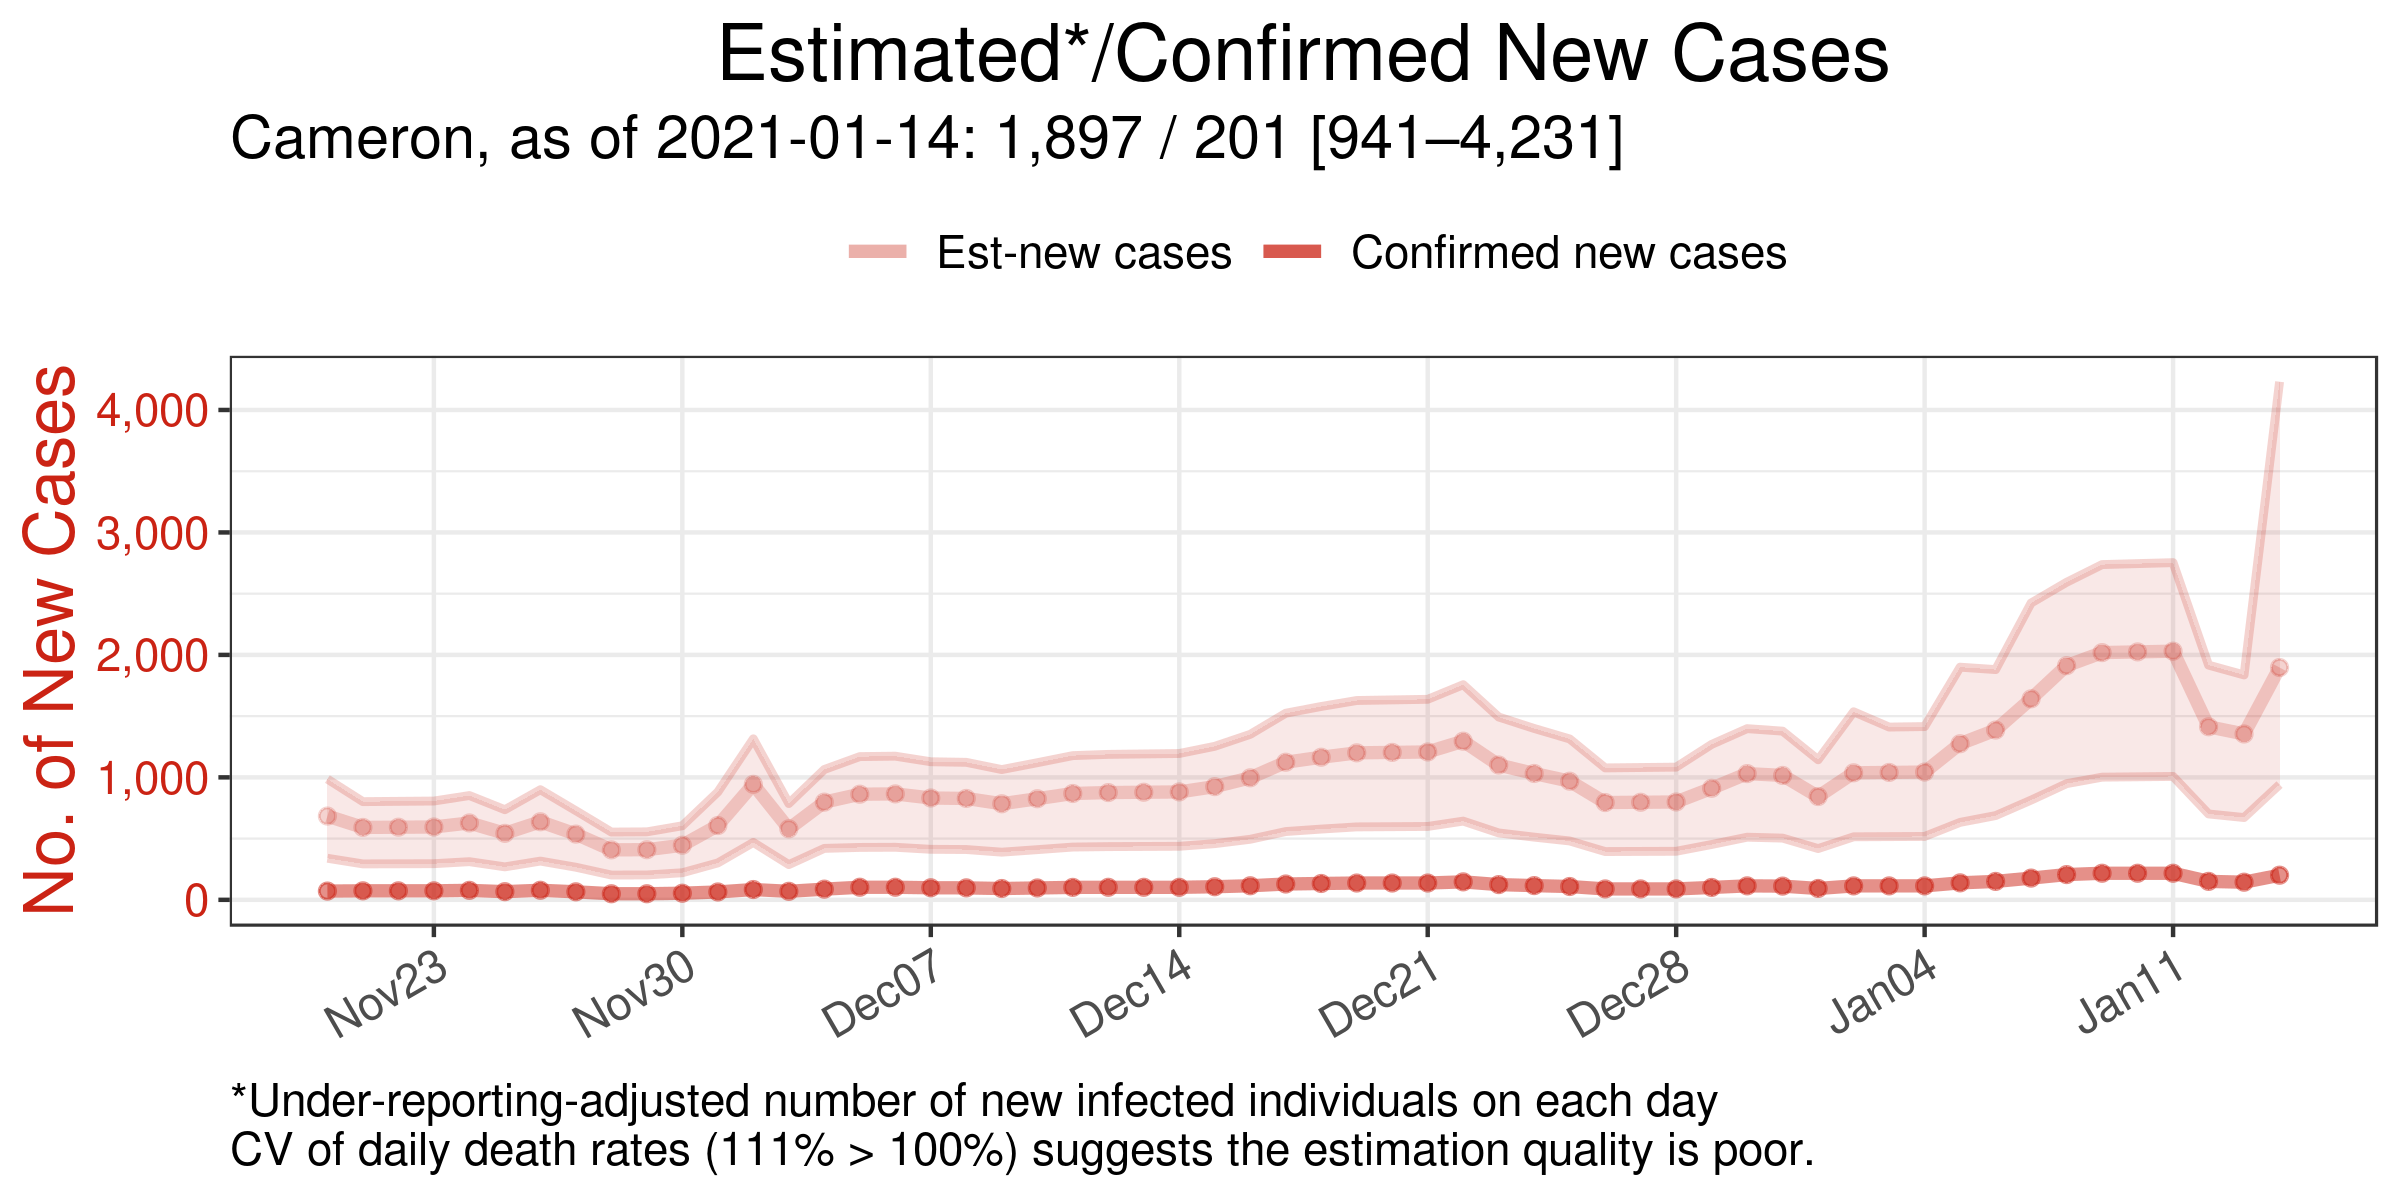 Estimated*/Confirmed New Cases
Cameron, as of 2021-01-14: 1,897 / 201 [941–4,231]
Est-new cases
Confirmed new cases
No. of New Cases
4,000
3,000
2,000
1,000
0
Nov23
Nov30
Dec07
Dec14
Dec21
Dec28
Jan04
Jan11
*Under-reporting-adjusted number of new infected individuals on each day
CV of daily death rates (111% > 100%) suggests the estimation quality is poor.